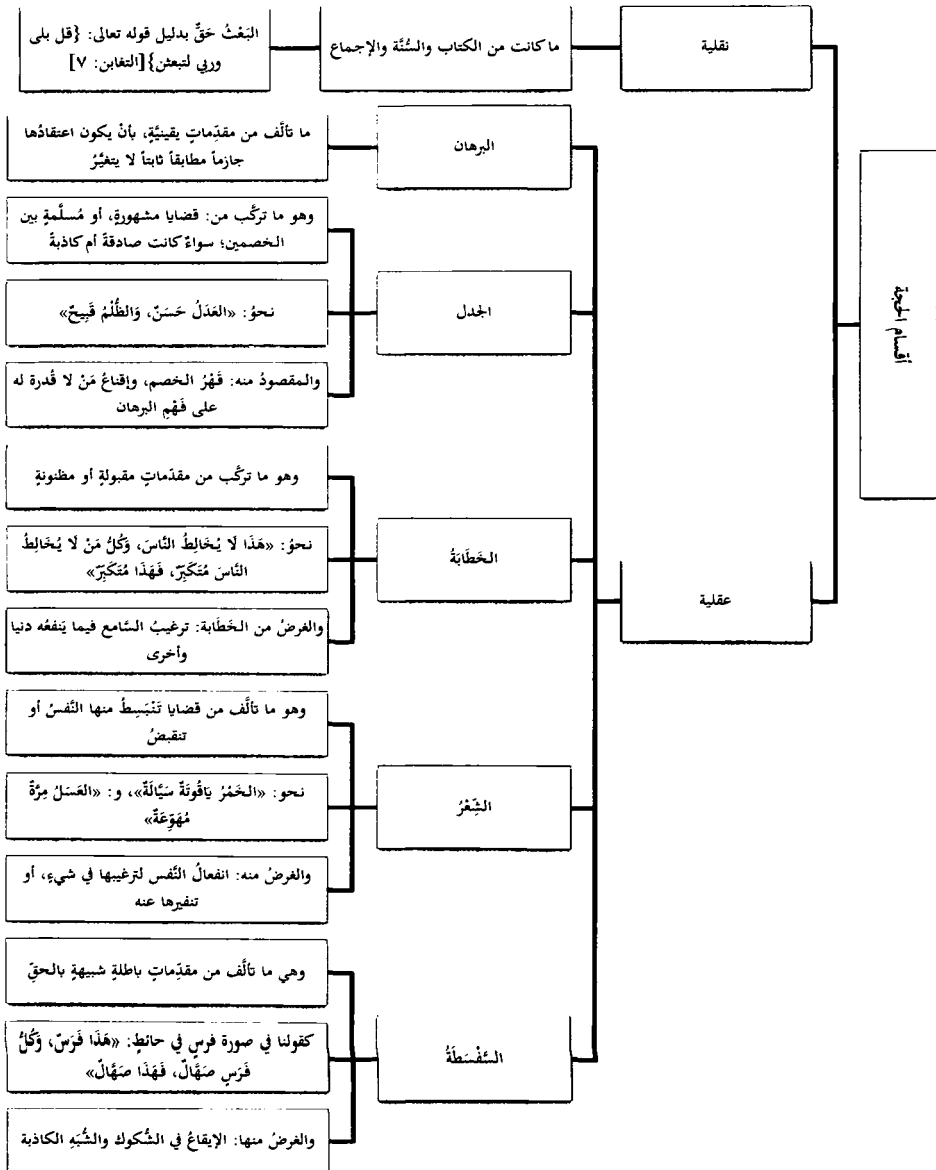 أقسام الحجة
نقلية
ما كانت من الكتاب والسُّنَّة والإجماع
البَعْثُ حَقٌّ بدليل قوله تعالى: {قل بلى
وربي لتبعثن}[التغابن: ٧]
عقلية
البرهان
ما تألَّف من مقدِّماتٍ يقينيَّةٍ، بأنْ يكون اعتقادُها
جازماً مطابقاً ثابتاً لا يتغيَّرُ
الجدل
وهو ما تركَّب من: قضايا مشهورةٍ، أو مُسلَّمةٍ بين
الخصمين؛ سواءٌ كانت صادقةً أم كاذبةً
نحوُ: «العَدَلُ حَسَنٌ، وَالظُّلْمُ قَبِيحٌ»
والمقصودُ منه: قَهْرُ الخصم، وإقناعُ مَنْ لا قُدرة له
على فَهْمِ البرهان
الخَطَابَةُ
وهو ما تركَّب من مقدّماتٍ مقبولةٍ أو مظنونةٍ
نحوُ: «هَذَا لَا يُخَالِطُ النَّاسَ، وَكُلُّ مَنْ لَا يُخَالِطُ
النَّاسَ مُتَكَبِّرٌ، فَهَذَا مُتَكَبِّرٌ»
والغرضُ من الخَطَابة: ترغيبُ السَّامع فيما يَنفعُه دنيا
وأخرى
الشِّعْرُ
وهو ما تألَّف من قضايا تَنْبَسِطُ منها النَّفسُ أو
تنقبضُ
نحو: «الخَمْرُ يَاقُوتَةٌ سَيَّالَةٌ»، و: «العَسَلُ مِرَّةٌ
مُهَوِّعَةٌ»
والغرضُ منه: انفعالُ النَّفس لترغيبها في شيءٍ، أو
تنفيرها عنه
السَّفْسَطَةُ
وهي ما تألَّف من مقدِّماتٍ باطلةٍ شبيهةٍ بالحقِّ
كقولنا في صورة فرسٍ في حائطٍ: «هَذَا فَرَسٌ، وَكُلُّ
فَرَسٍ صَهَّالٌ، فَهَذَا صَهَّالٌ»
والغرضُ منها: الإيقاعُ في الشُّكوك والشُّبَهِ الكاذبة